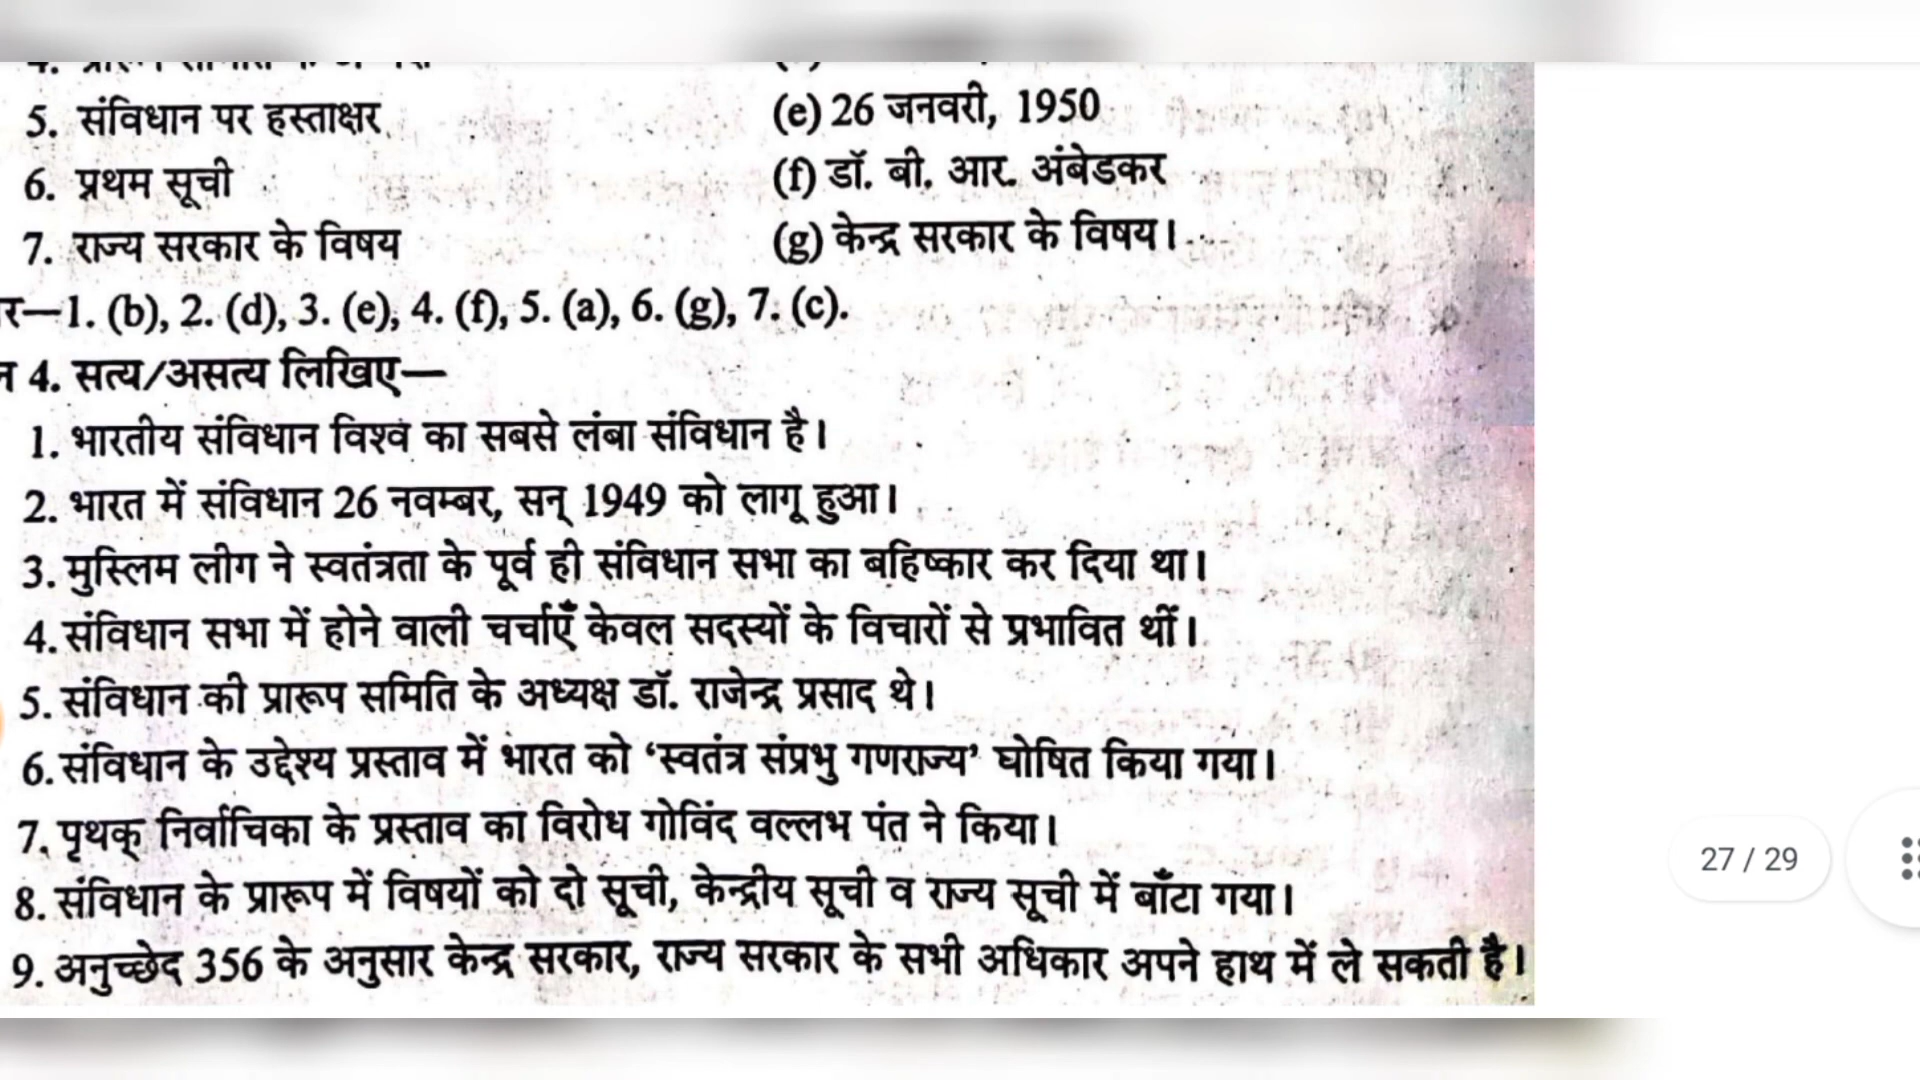 5. संविधान पर हस्ताक्षर (e) 26 जनवरी, 1950
6. प्रथम सूची (f) डॉ. बी. आर. अंबेडकर
7. राज्य सरकार के विषय (g) केन्द्र सरकार के विषय।
र—1. (b), 2. (d), 3. (e), 4. (f), 5. (a), 6. (g), 7. (c).
न 4. सत्य/असत्य लिखिए—
1. भारतीय संविधान विश्व का सबसे लंबा संविधान है।
2. भारत में संविधान 26 नवम्बर, सन् 1949 को लागू हुआ।
3. मुस्लिम लीग ने स्वतंत्रता के पूर्व ही संविधान सभा का बहिष्कार कर दिया था।
4. संविधान सभा में होने वाली चर्चाएँ केवल सदस्यों के विचारों से प्रभावित थीं।
5. संविधान की प्रारूप समिति के अध्यक्ष डॉ. राजेन्द्र प्रसाद थे।
6. संविधान के उद्देश्य प्रस्ताव में भारत को ‘स्वतंत्र संप्रभु गणराज्य’ घोषित किया गया।
7. पृथक् निर्वाचिका के प्रस्ताव का विरोध गोविंद वल्लभ पंत ने किया।
8. संविधान के प्रारूप में विषयों को दो सूची, केन्द्रीय सूची व राज्य सूची में बाँटा गया।
9. अनुच्छेद 356 के अनुसार केन्द्र सरकार, राज्य सरकार के सभी अधिकार अपने हाथ में ले सकती है।
27 / 29